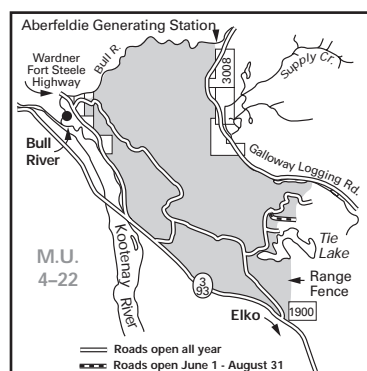 Aberfeldie Generating Station
Wardner
Fort Steele
Highway
Bull R.
3008
Supply Cr.
Bull
River
Galloway Logging Rd.
Tie
Lake
M.U.
4–22
Kootenay River
Range
Fence
3
93
Elko
1900
Roads open all year
Roads open June 1 - August 31